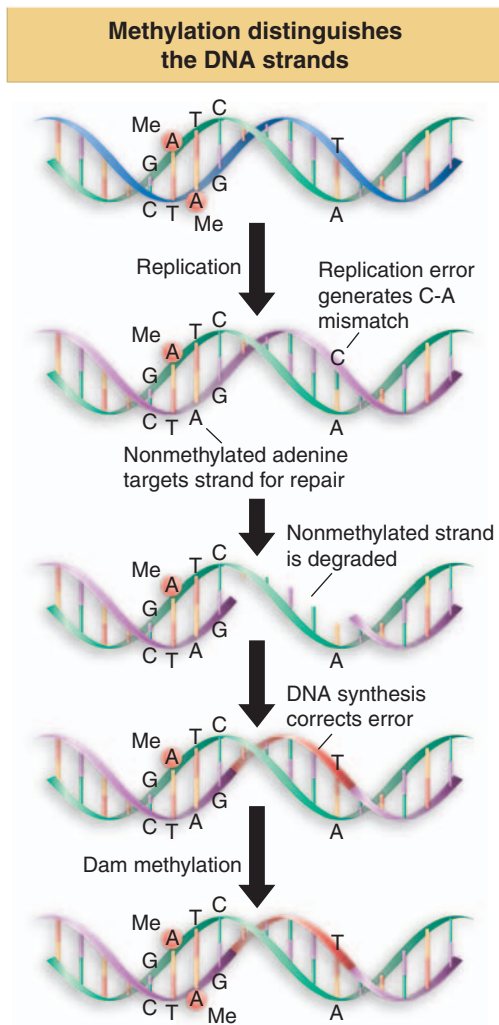 Methylation distinguishes
the DNA strands
Me A T C
G
T
C T A G
Me
A
Replication
Replication error
generates C-A
mismatch
Me A T C
G
C
C T A G
A
Nonmethylated adenine
targets strand for repair
Nonmethylated strand
is degraded
Me A T C
G
C T A G
A
DNA synthesis
corrects error
Me A T C
G
T
C T A G
A
Dam methylation
Me A T C
G
T
C T A G
Me
A